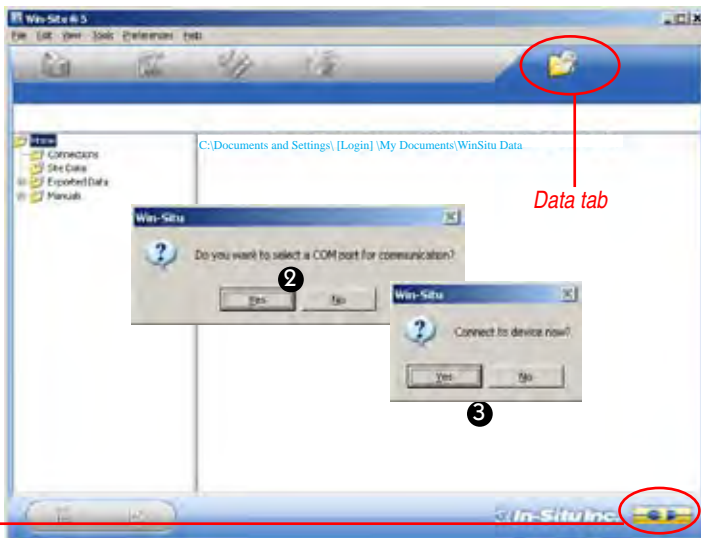 Win-Situ® 5
File Edit View Tools Preferences Help
Home
Connections
Site Data
Exported Data
Manuals
C:\Documents and Settings\ [Login] \My Documents\WinSitu Data
Data tab
Win-Situ
Do you want to select a COM port for communication?
2
Yes No
Win-Situ
Connect to device now?
Yes No
3
In-Situ Inc.